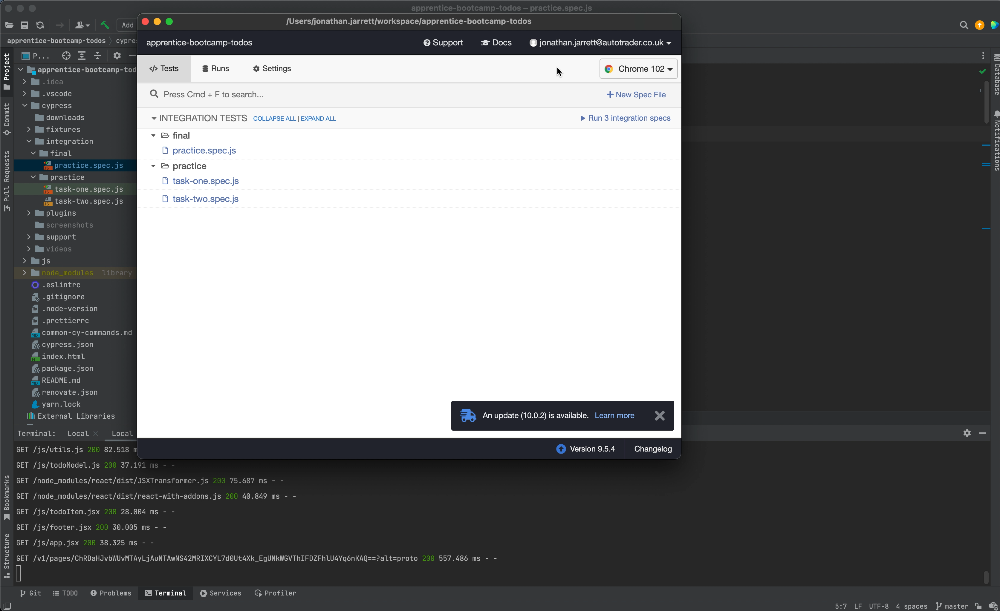 apprentice-bootcamp-todos – practice.spec.js
/Users/jonathan.jarrett/workspace/apprentice-bootcamp-todos
Add
apprentice-bootcamp-todos
Support
Docs
jonathan.jarrett@autotrader.co.uk
apprentice-bootcamp-todos
Tests
Runs
Settings
Chrome 102
Press Cmd + F to search...
New Spec File
INTEGRATION TESTS
COLLAPSE ALL | EXPAND ALL
Run 3 integration specs
final
practice.spec.js
practice
task-one.spec.js
task-two.spec.js
An update (10.0.2) is available. Learn more
Version 9.5.4
Changelog
Project
Commit
Pull Requests
Bookmarks
Structure
Database
Notifications
P...
.idea
.vscode
cypress
downloads
fixtures
integration
final
practice.spec.js
practice
task-one.spec.js
task-two.spec.js
plugins
screenshots
support
videos
js
node_modules library
.eslintrc
.gitignore
.node-version
.prettierrc
common-cy-commands.md
cypress.json
index.html
package.json
README.md
renovate.json
yarn.lock
External Libraries
Terminal: Local Local
GET /js/utils.js 200 82.518
GET /js/todoModel.js 200 37.191 ms - -
GET /node_modules/react/dist/JSXTransformer.js 200 75.687 ms - -
GET /node_modules/react/dist/react-with-addons.js 200 40.849 ms - -
GET /js/todoItem.jsx 200 28.004 ms - -
GET /js/footer.jsx 200 30.005 ms - -
GET /js/app.jsx 200 38.325 ms - -
GET /v1/pages/ChRDaHJvbWUvMTAyLjAuNTAwNS42MRIXCYL7d0Ut4Xk_EgUNkWGVThIFDZFhlU4Yq6nKAQ==?alt=proto 200 557.486 ms - -
Git
TODO
Problems
Terminal
Services
Profiler
5:7 LF UTF-8 4 spaces master